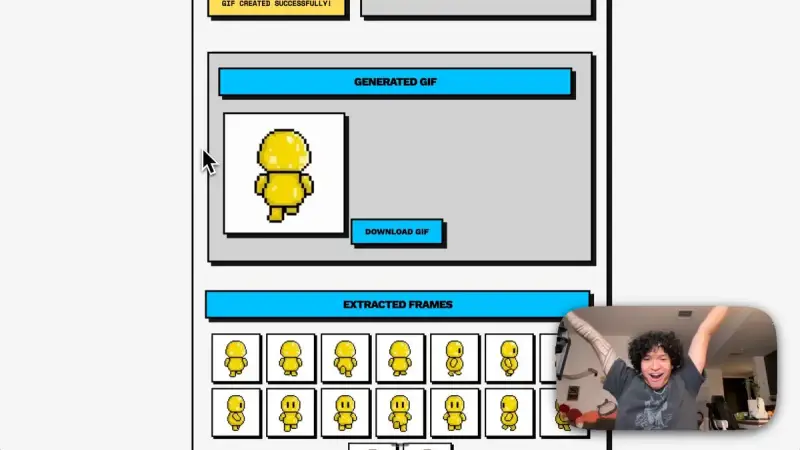 GIF CREATED SUCCESSFULLY!
GENERATED GIF
DOWNLOAD GIF
EXTRACTED FRAMES